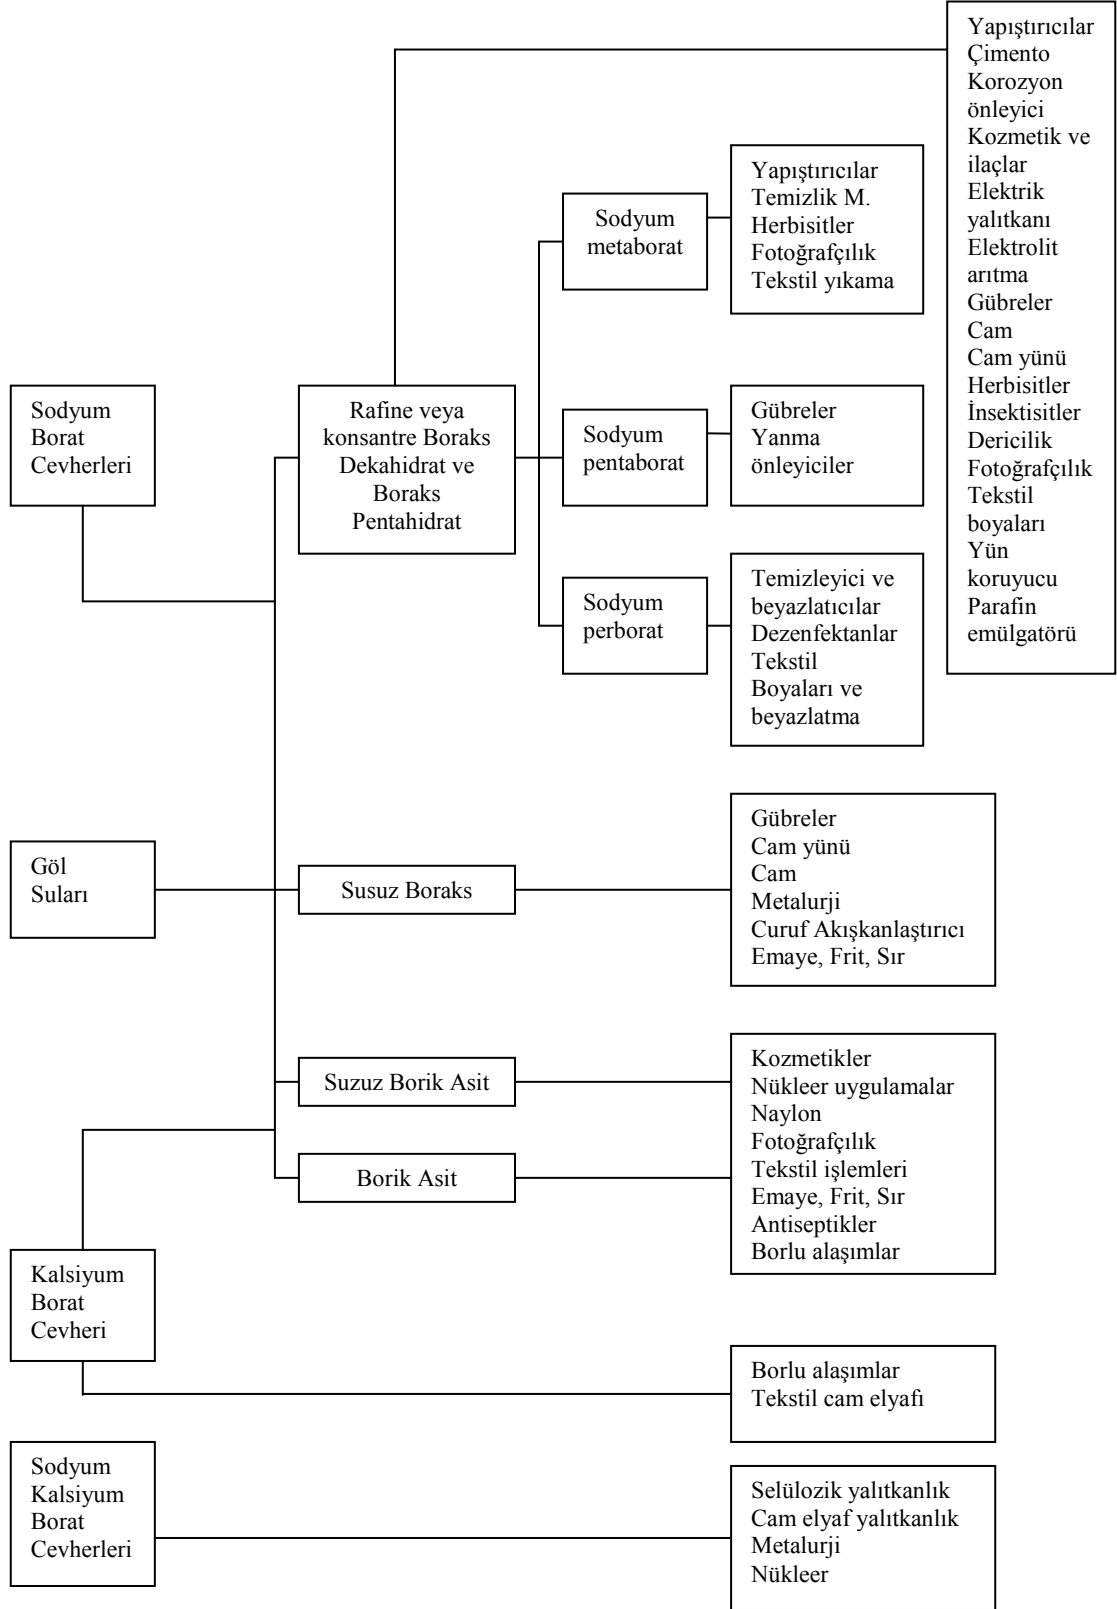 Yapıştırıcılar
Çimento
Korozyon
önleyici
Kozmetik ve
ilaçlar
Elektrik
yalıtkanı
Elektrolit
arıtma
Gübreler
Cam
Cam yünü
Herbisitler
İnsektisitler
Dericilik
Fotoğrafçılık
Tekstil
boyaları
Yün
koruyucu
Parafin
emülgatörü
Sodyum
metaborat
Yapıştırıcılar
Temizlik M.
Herbisitler
Fotoğrafçılık
Tekstil yıkama
Sodyum
Borat
Cevherleri
Rafine veya
konsantre Boraks
Dekahidrat ve
Boraks
Pentahidrat
Sodyum
pentaborat
Gübreler
Yanma
önleyiciler
Sodyum
perborat
Temizleyici ve
beyazlatıcılar
Dezenfektanlar
Tekstil
Boyaları ve
beyazlatma
Göl
Suları
Susuz Boraks
Gübreler
Cam yünü
Cam
Metalurji
Curuf Akışkanlaştırıcı
Emaye, Frit, Sır
Suzuz Borik Asit
Borik Asit
Kozmetikler
Nükleer uygulamalar
Naylon
Fotoğrafçılık
Tekstil işlemleri
Emaye, Frit, Sır
Antiseptikler
Borlu alaşımlar
Kalsiyum
Borat
Cevheri
Borlu alaşımlar
Tekstil cam elyafı
Sodyum
Kalsiyum
Borat
Cevherleri
Selülozik yalıtkanlık
Cam elyaf yalıtkanlık
Metalurji
Nükleer